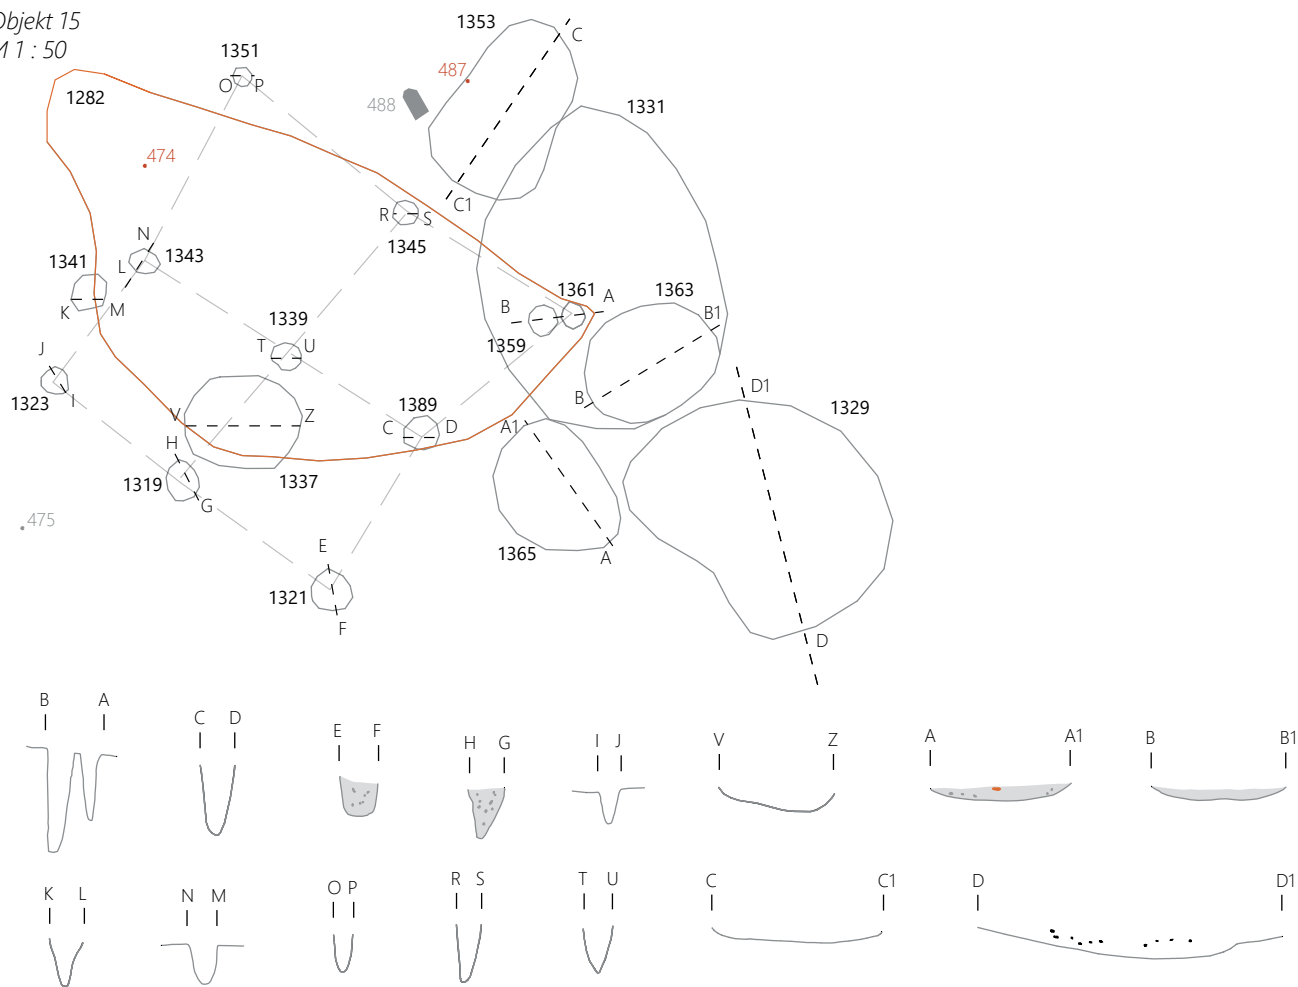 Objekt 15
M 1 : 50
1353
C
1351
O P
487
1282
488
1331
474
C1
R S
N
1343
1345
L
1341
K M
1361
A
1363
B
B1
1359
1339
T U
J
I
1323
B
D1
1389
C D
1329
V Z
A1
H
1337
1319
G
475
E
1365
A
1321
F
D
B A
C D
E F
H G
I J
V Z
A A1
B B1
K L
N M
O P
R S
T U
C C1
D D1